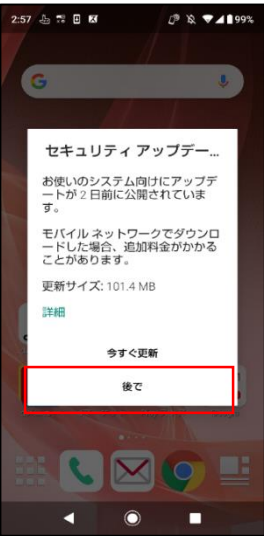 2:57
99%
セキュリティ アップデー...
お使いのシステム向けにアップデ
ートが 2 日前に公開されていま
す。
モバイル ネットワークでダウンロ
ードした場合、追加料金がかかる
ことがあります。
更新サイズ: 101.4 MB
詳細
今すぐ更新
後で